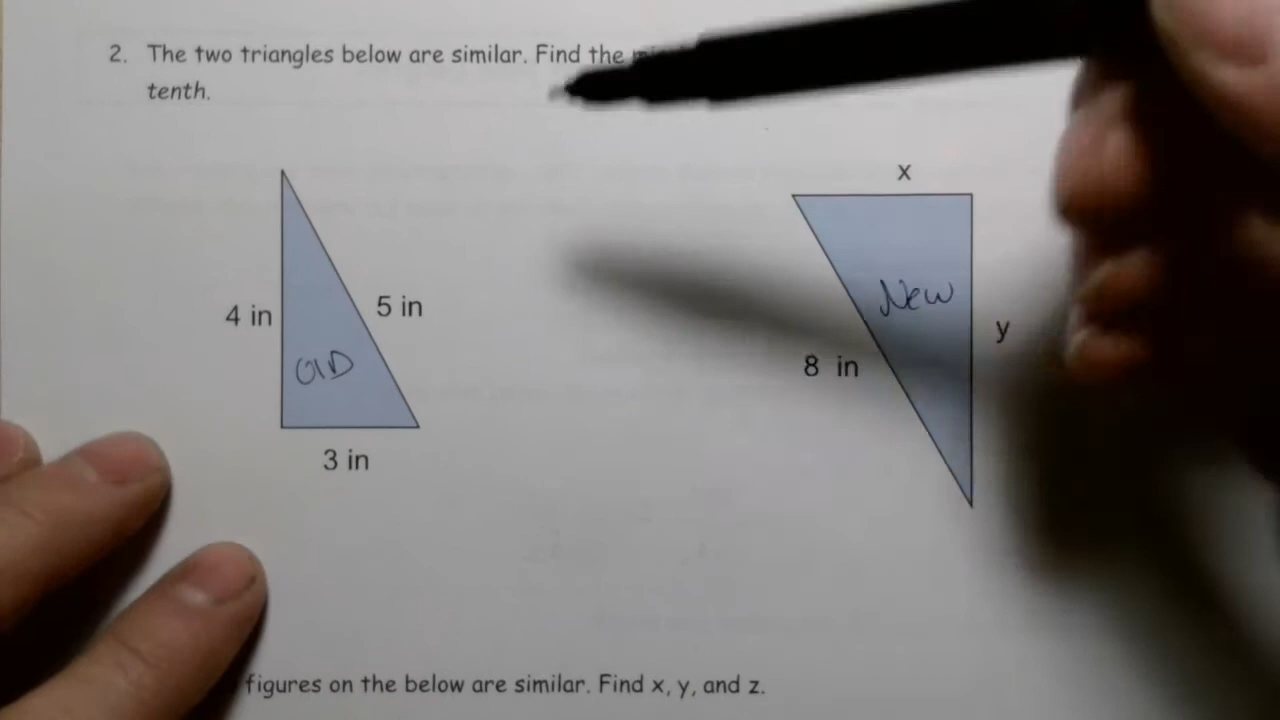 2. The two triangles below are similar. Find the
tenth.
x
4 in
5 in
New
y
OLD
8 in
3 in
figures on the below are similar. Find x, y, and z.